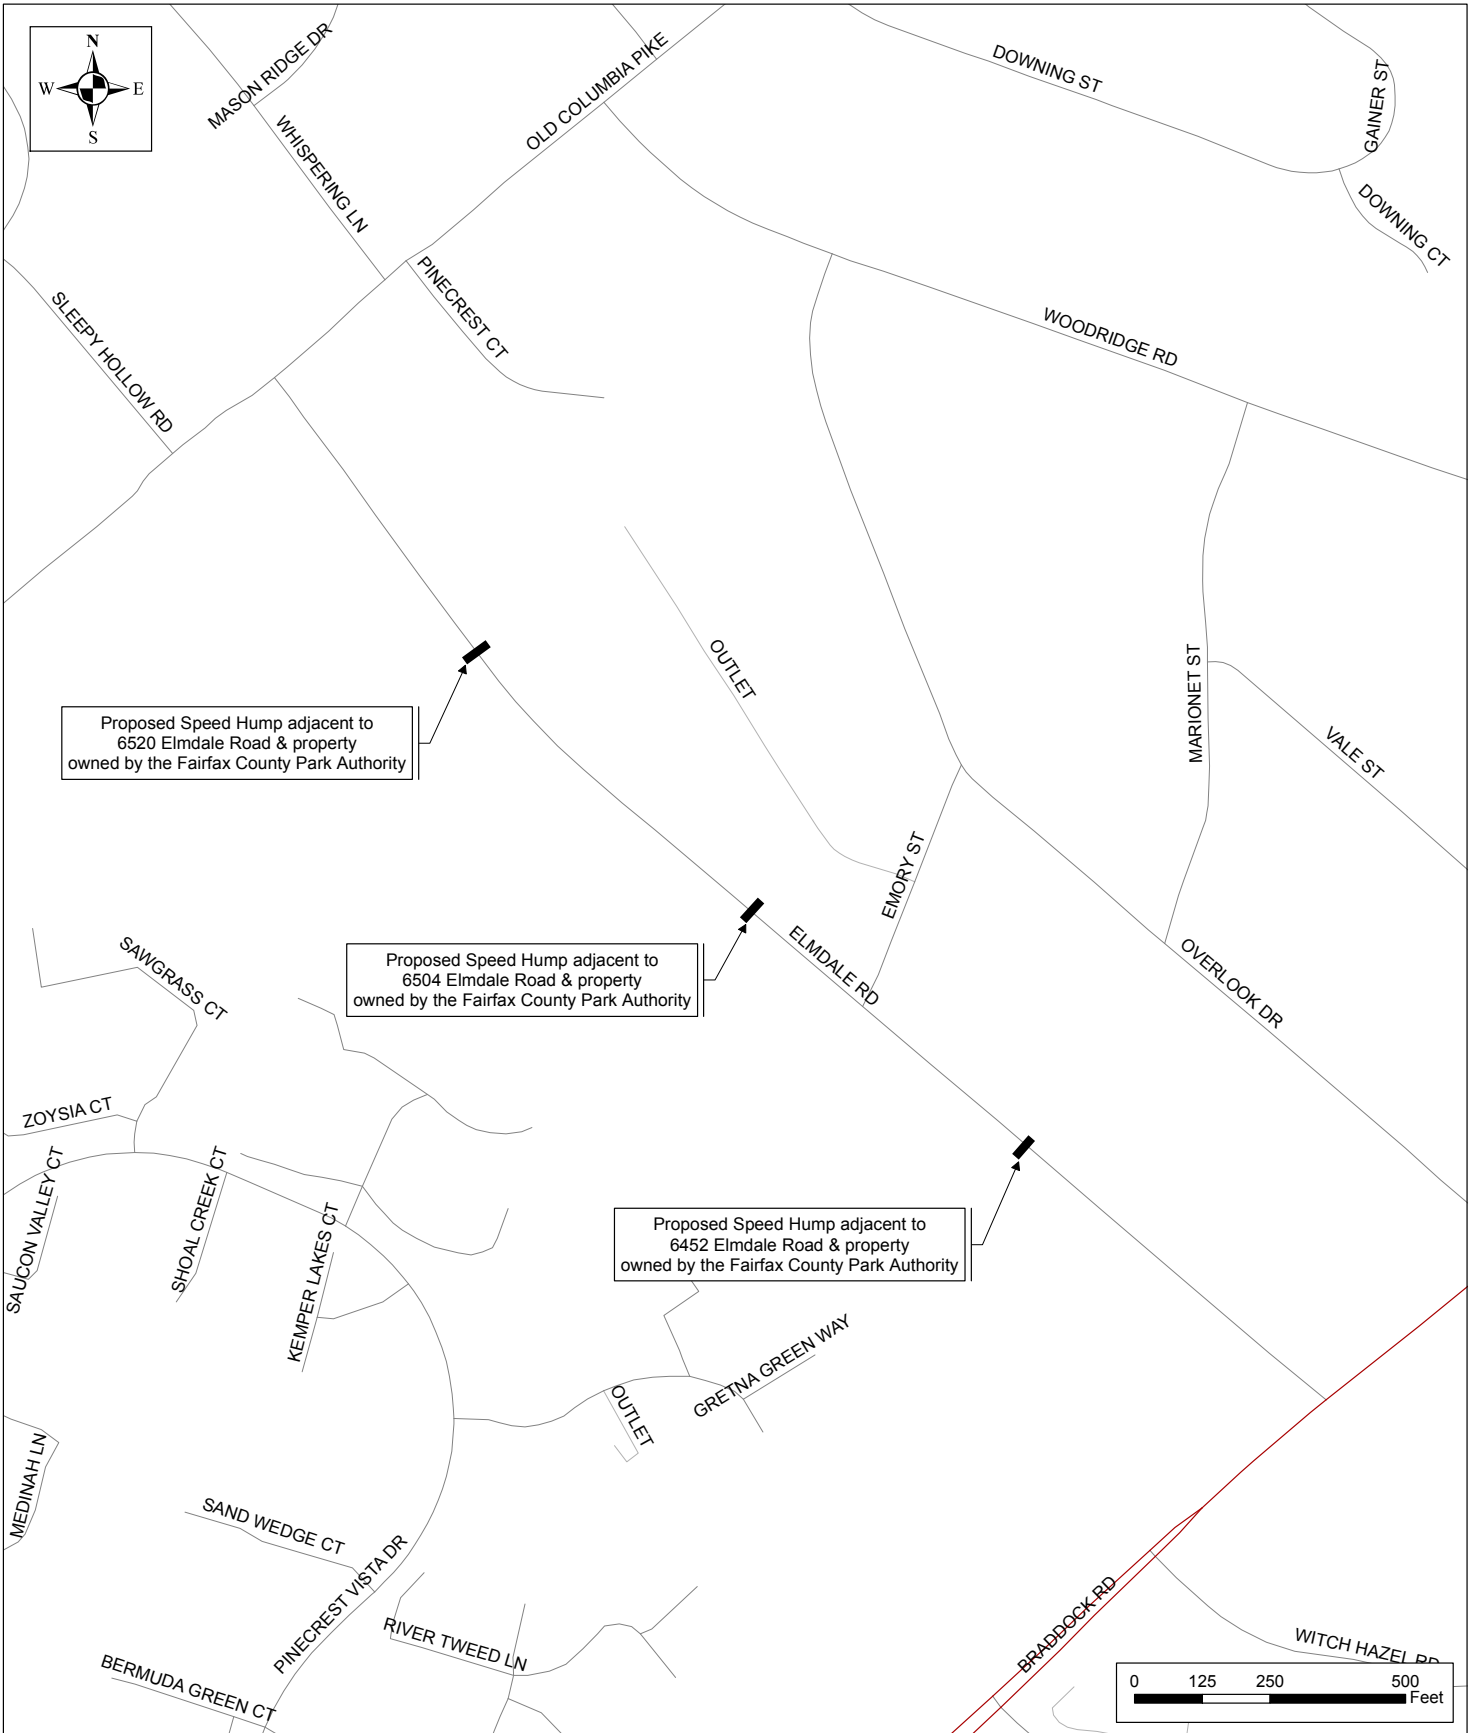 N
W
E
S
MASON RIDGE DR
OLD COLUMBIA PIKE
DOWNING ST
GAINER ST
WHISPERING LN
DOWNING CT
PINECREST CT
SLEEPY HOLLOW RD
WOODRIDGE RD
OUTLET
MARIONET ST
VALE ST
Proposed Speed Hump adjacent to
6520 Elmdale Road & property
owned by the Fairfax County Park Authority
EMORY ST
ELMDALE RD
OVERLOOK DR
Proposed Speed Hump adjacent to
6504 Elmdale Road & property
owned by the Fairfax County Park Authority
SAWGRASS CT
ZOYSIA CT
SAUCON VALLEY CT
SHOAL CREEK CT
KEMPER LAKES CT
Proposed Speed Hump adjacent to
6452 Elmdale Road & property
owned by the Fairfax County Park Authority
GRETNA GREEN WAY
OUTLET
MEDINAH LN
SAND WEDGE CT
PINECREST VISTA DR
RIVER TWEED LN
BERMUDA GREEN CT
BRADDOCK RD
WITCH HAZEL RD
0 125 250 500
Feet